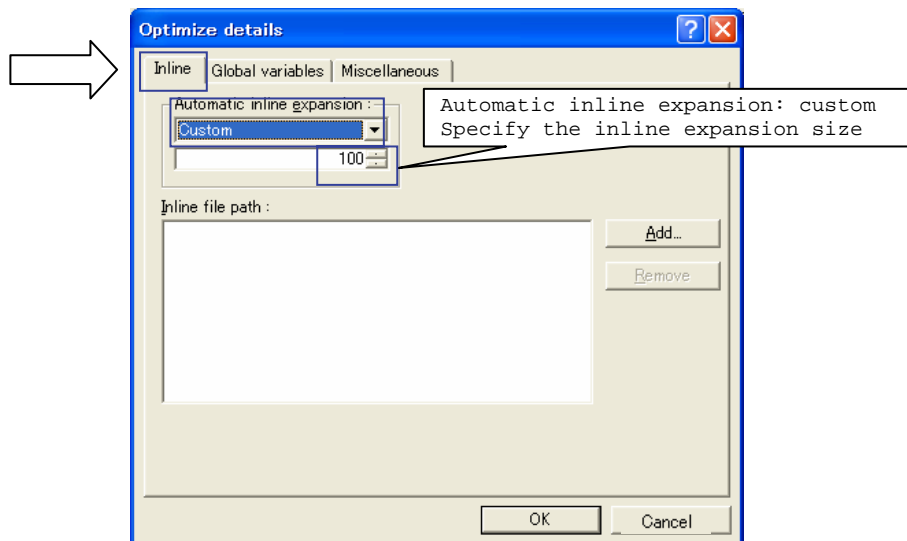 Optimize details
Inline Global variables Miscellaneous
Automatic inline expansion :
Custom
100
Automatic inline expansion: custom
Specify the inline expansion size
Inline file path :
Add...
Remove
OK Cancel